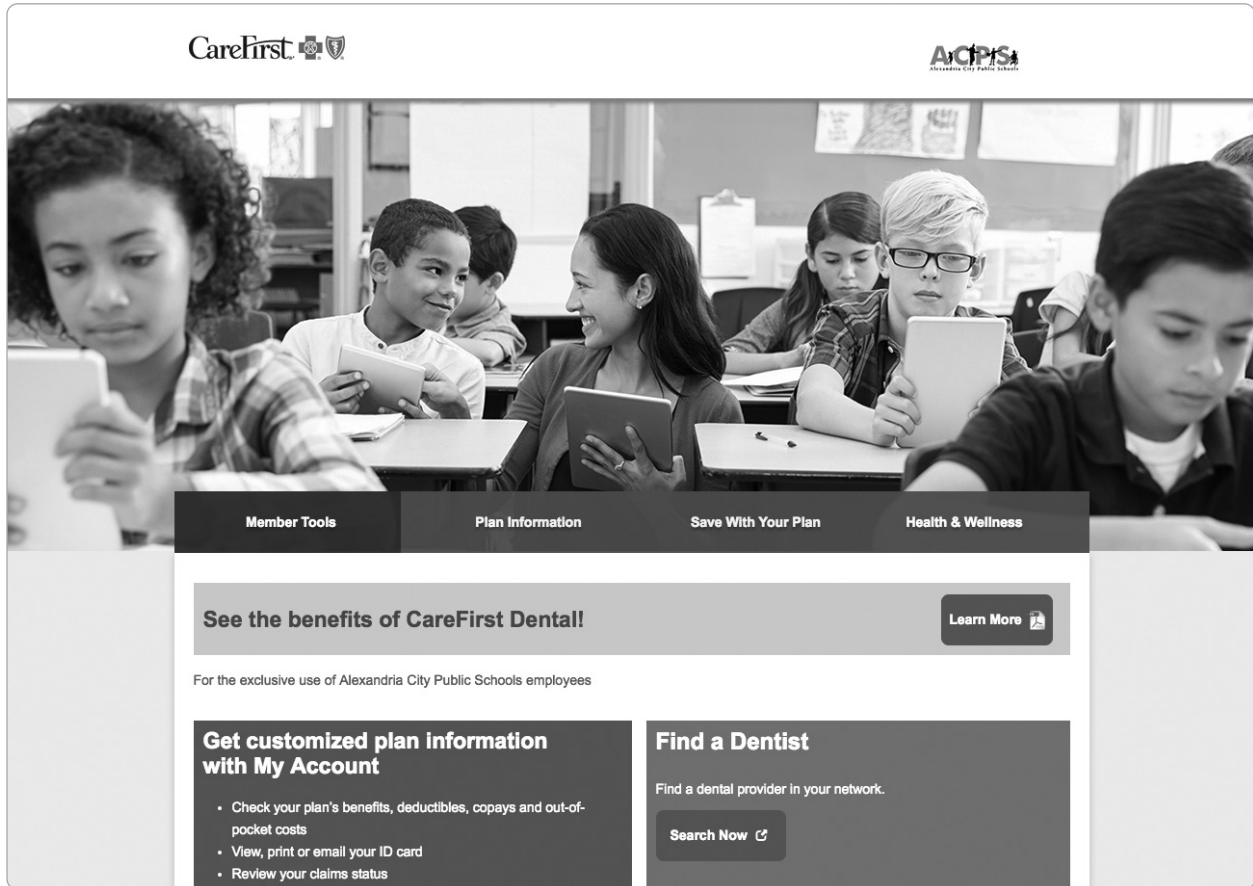 CareFirst
ACPS
Alexandria City Public Schools
Member Tools
Plan Information
Save With Your Plan
Health & Wellness
See the benefits of CareFirst Dental!
Learn More
For the exclusive use of Alexandria City Public Schools employees
Get customized plan information
with My Account
• Check your plan's benefits, deductibles, copays and out-of-
pocket costs
• View, print or email your ID card
• Review your claims status
Find a Dentist
Find a dental provider in your network.
Search Now